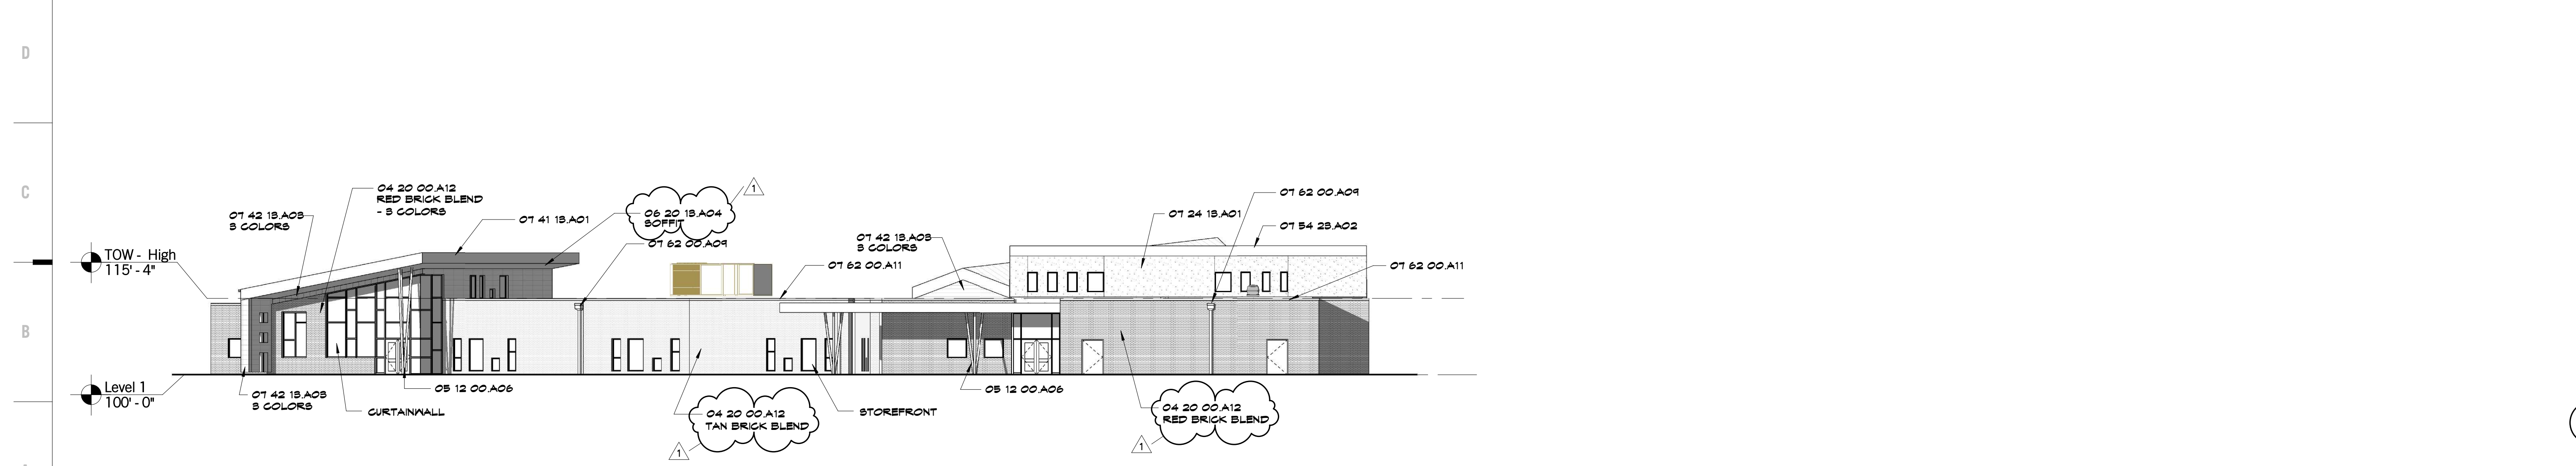 D
C
B
04 20 00.A12
RED BRICK BLEND
- 3 COLORS
07 42 13.A03
3 COLORS
07 41 13.A01
06 20 13.A04
SOFFIT
1
07 62 00.A09
07 62 00.A11
07 42 13.A03
3 COLORS
07 24 13.A01
07 62 00.A09
07 54 23.A02
07 62 00.A11
TOW - High
115' - 4"
Level 1
100' - 0"
07 42 13.A03
3 COLORS
CURTAINWALL
05 12 00.A06
04 20 00.A12
TAN BRICK BLEND
1
STOREFRONT
05 12 00.A06
04 20 00.A12
RED BRICK BLEND
1